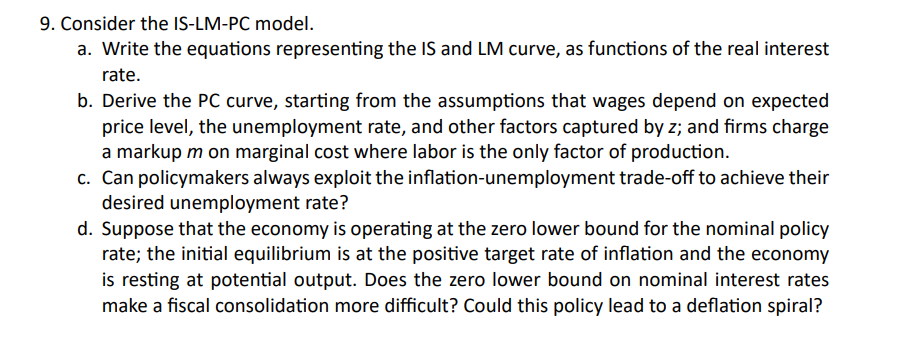 9. Consider the IS-LM-PC model.
a. Write the equations representing the IS and LM curve, as functions of the real interest
rate.
b. Derive the PC curve, starting from the assumptions that wages depend on expected
price level, the unemployment rate, and other factors captured by z; and firms charge
a markup m on marginal cost where labor is the only factor of production.
c. Can policymakers always exploit the inflation-unemployment trade-off to achieve their
desired unemployment rate?
d. Suppose that the economy is operating at the zero lower bound for the nominal policy
rate; the initial equilibrium is at the positive target rate of inflation and the economy
is resting at potential output. Does the zero lower bound on nominal interest rates
make a fiscal consolidation more difficult? Could this policy lead to a deflation spiral?